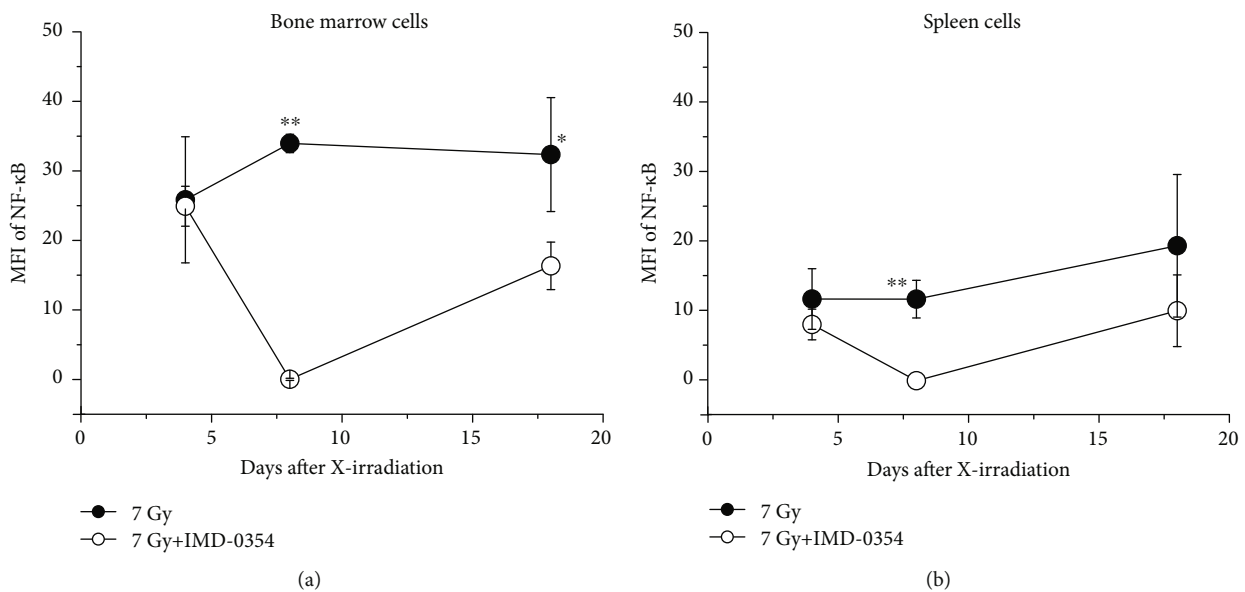 Bone marrow cells
50
40
30
20
10
0
MFI of NF-κB
**
*
0 5 10 15 20
Days after X-irradiation
7 Gy
7 Gy+IMD-0354
(a)
Spleen cells
50
40
30
20
10
0
MFI of NF-κB
**
0 5 10 15 20
Days after X-irradiation
7 Gy
7 Gy+IMD-0354
(b)